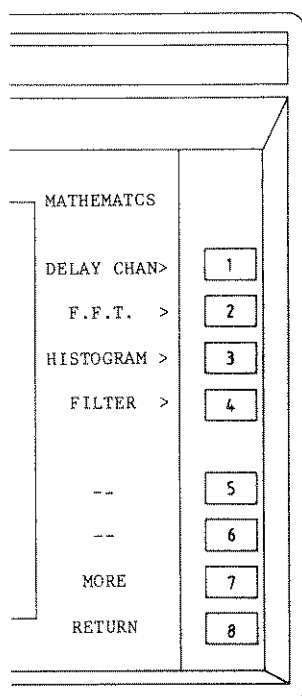 MATHEMATCS
DELAY CHAN> 1
F.F.T. > 2
HISTOGRAM > 3
FILTER > 4
-- 5
-- 6
MORE 7
RETURN 8